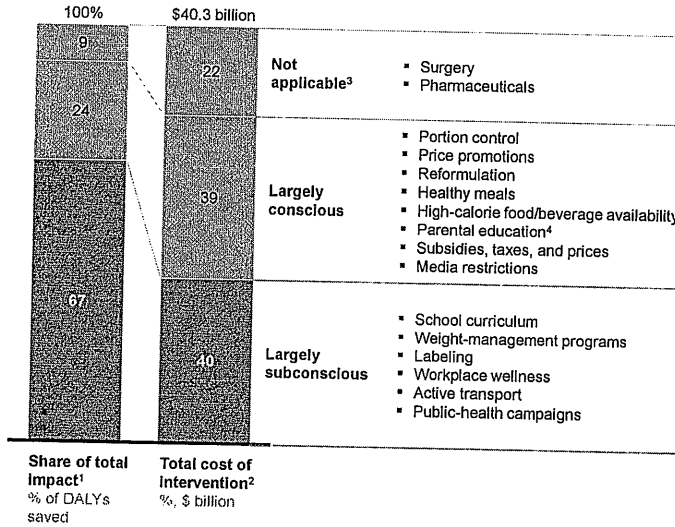 100%
$40.3 billion
9
22
Not
applicable³
▪ Surgery
▪ Pharmaceuticals
24
39
Largely
conscious
▪ Portion control
▪ Price promotions
▪ Reformulation
▪ Healthy meals
▪ High-calorie food/beverage availability
▪ Parental education⁴
▪ Subsidies, taxes, and prices
▪ Media restrictions
67
40
Largely
subconscious
▪ School curriculum
▪ Weight-management programs
▪ Labeling
▪ Workplace wellness
▪ Active transport
▪ Public-health campaigns
Share of total
impact¹
% of DALYs
saved
Total cost of
intervention²
%, $ billion